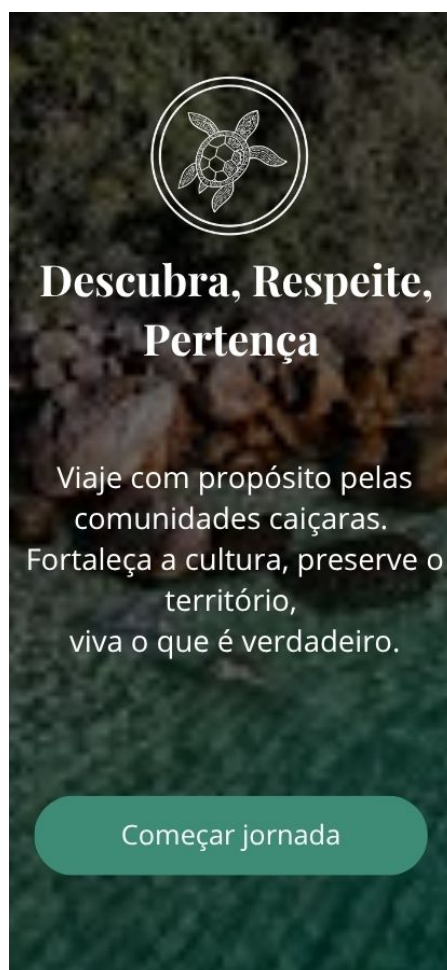 Descubra, Respeite,
Pertença
Viaje com propósito pelas
comunidades caiçaras.
Fortaleça a cultura, preserve o
território,
viva o que é verdadeiro.
Começar jornada